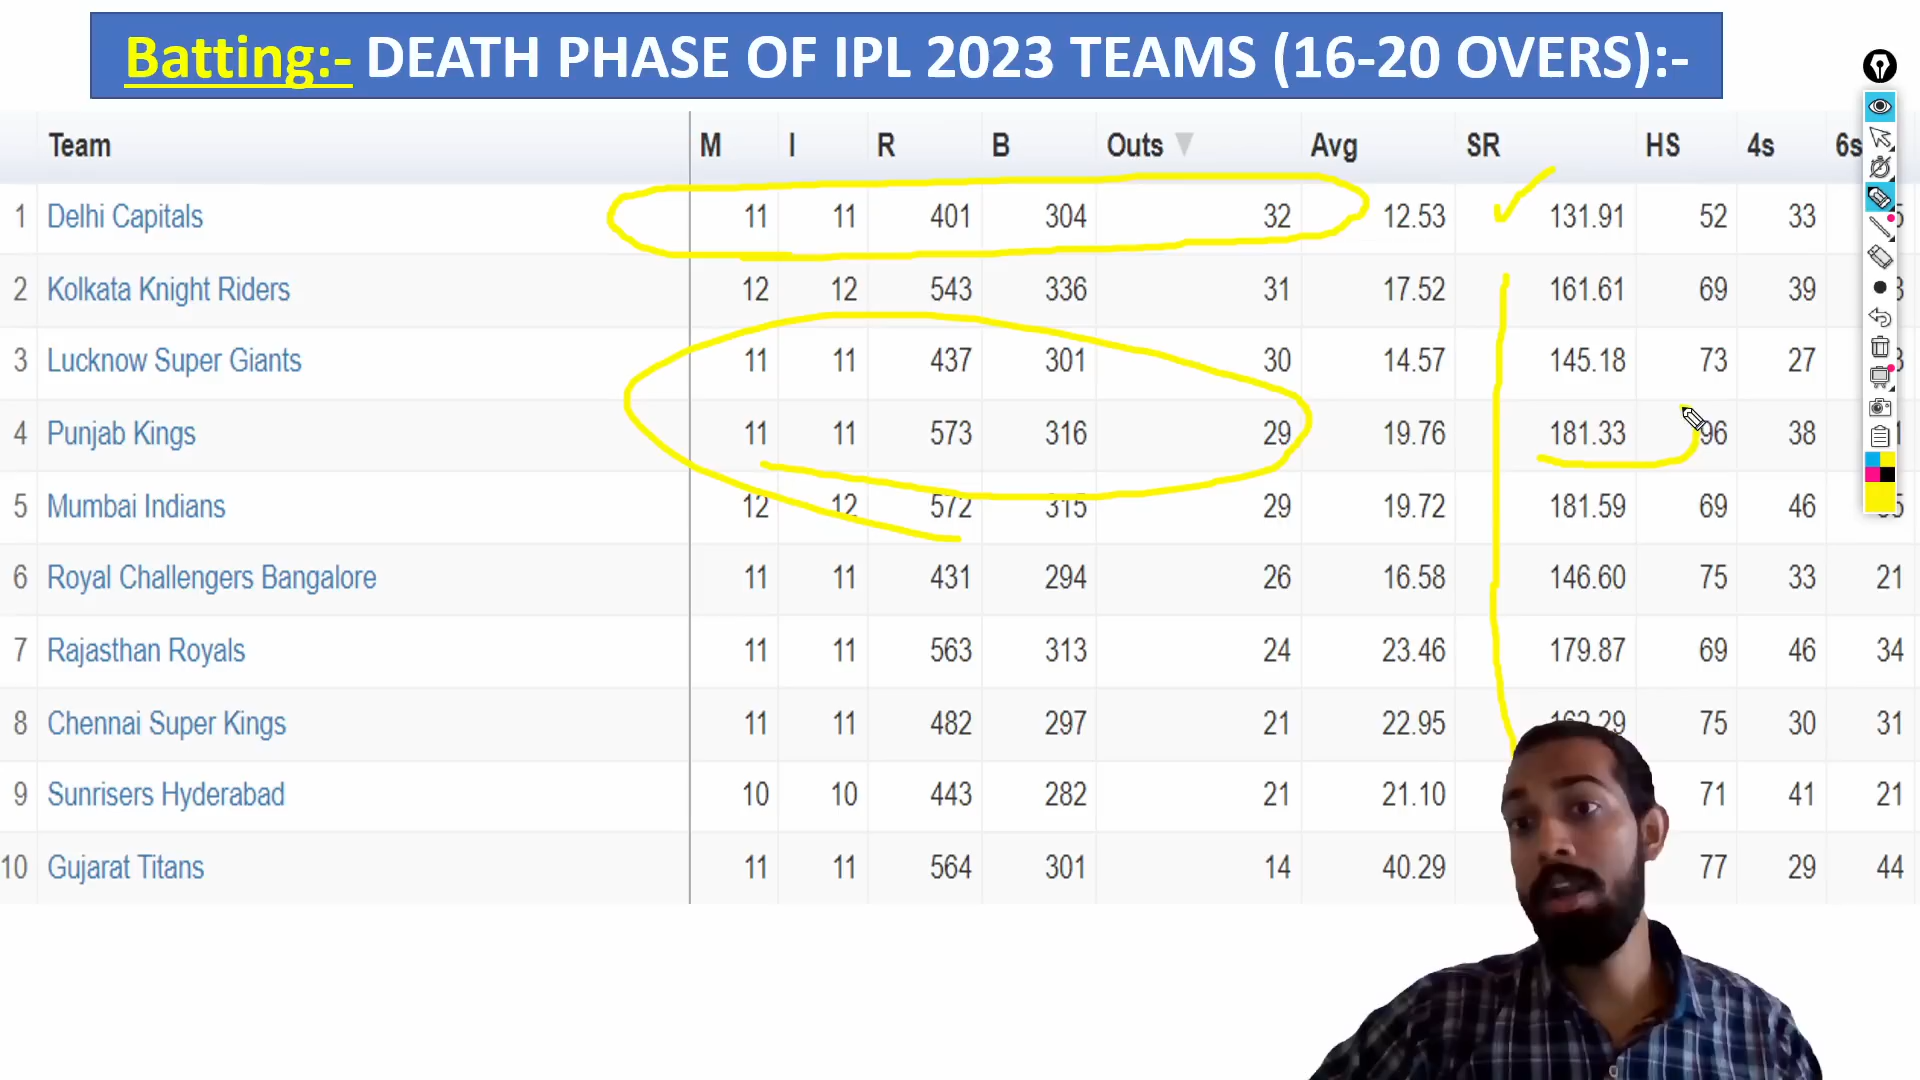 Batting:- DEATH PHASE OF IPL 2023 TEAMS (16-20 OVERS):-
Team M I R B Outs Avg SR HS 4s 6s
1 Delhi Capitals 11 11 401 304 32 12.53 131.91 52 33
2 Kolkata Knight Riders 12 12 543 336 31 17.52 161.61 69 39
3 Lucknow Super Giants 11 11 437 301 30 14.57 145.18 73 27
4 Punjab Kings 11 11 573 316 29 19.76 181.33 96 38
5 Mumbai Indians 12 12 572 315 29 19.72 181.59 69 46
6 Royal Challengers Bangalore 11 11 431 294 26 16.58 146.60 75 33 21
7 Rajasthan Royals 11 11 563 313 24 23.46 179.87 69 46 34
8 Chennai Super Kings 11 11 482 297 21 22.95 162.29 75 30 31
9 Sunrisers Hyderabad 10 10 443 282 21 21.10 71 41 21
10 Gujarat Titans 11 11 564 301 14 40.29 77 29 44